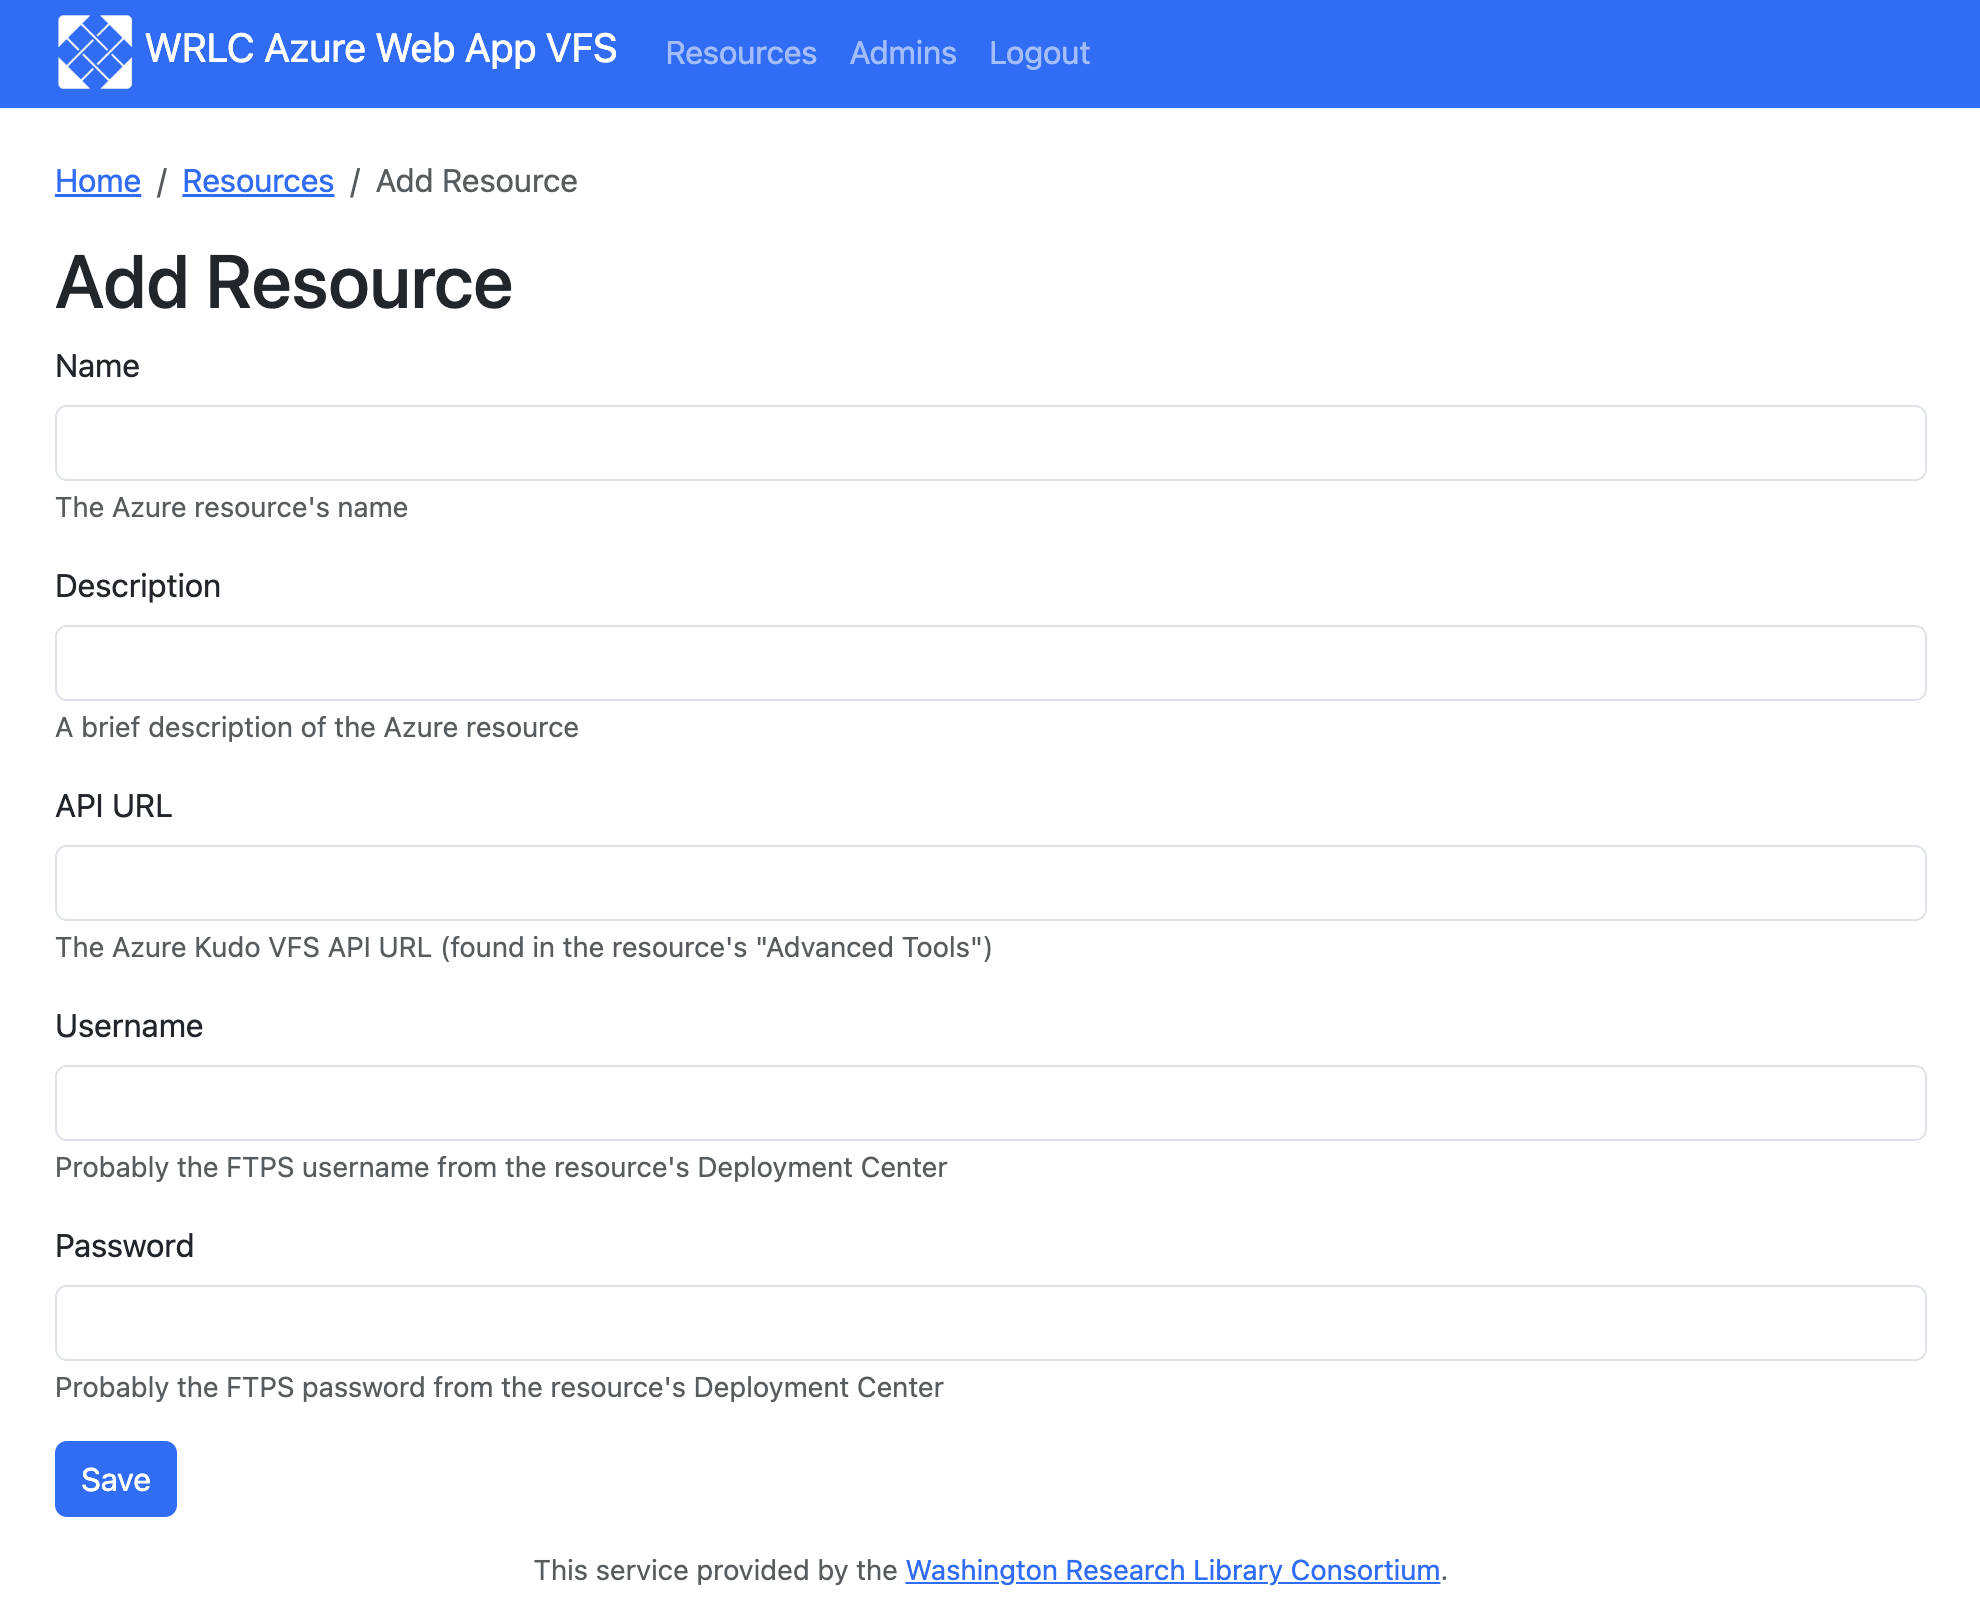 WRLC Azure Web App VFS Resources Admins Logout
Home / Resources / Add Resource
Add Resource
Name
The Azure resource's name
Description
A brief description of the Azure resource
API URL
The Azure Kudo VFS API URL (found in the resource's "Advanced Tools")
Username
Probably the FTPS username from the resource's Deployment Center
Password
Probably the FTPS password from the resource's Deployment Center
Save
This service provided by the Washington Research Library Consortium.